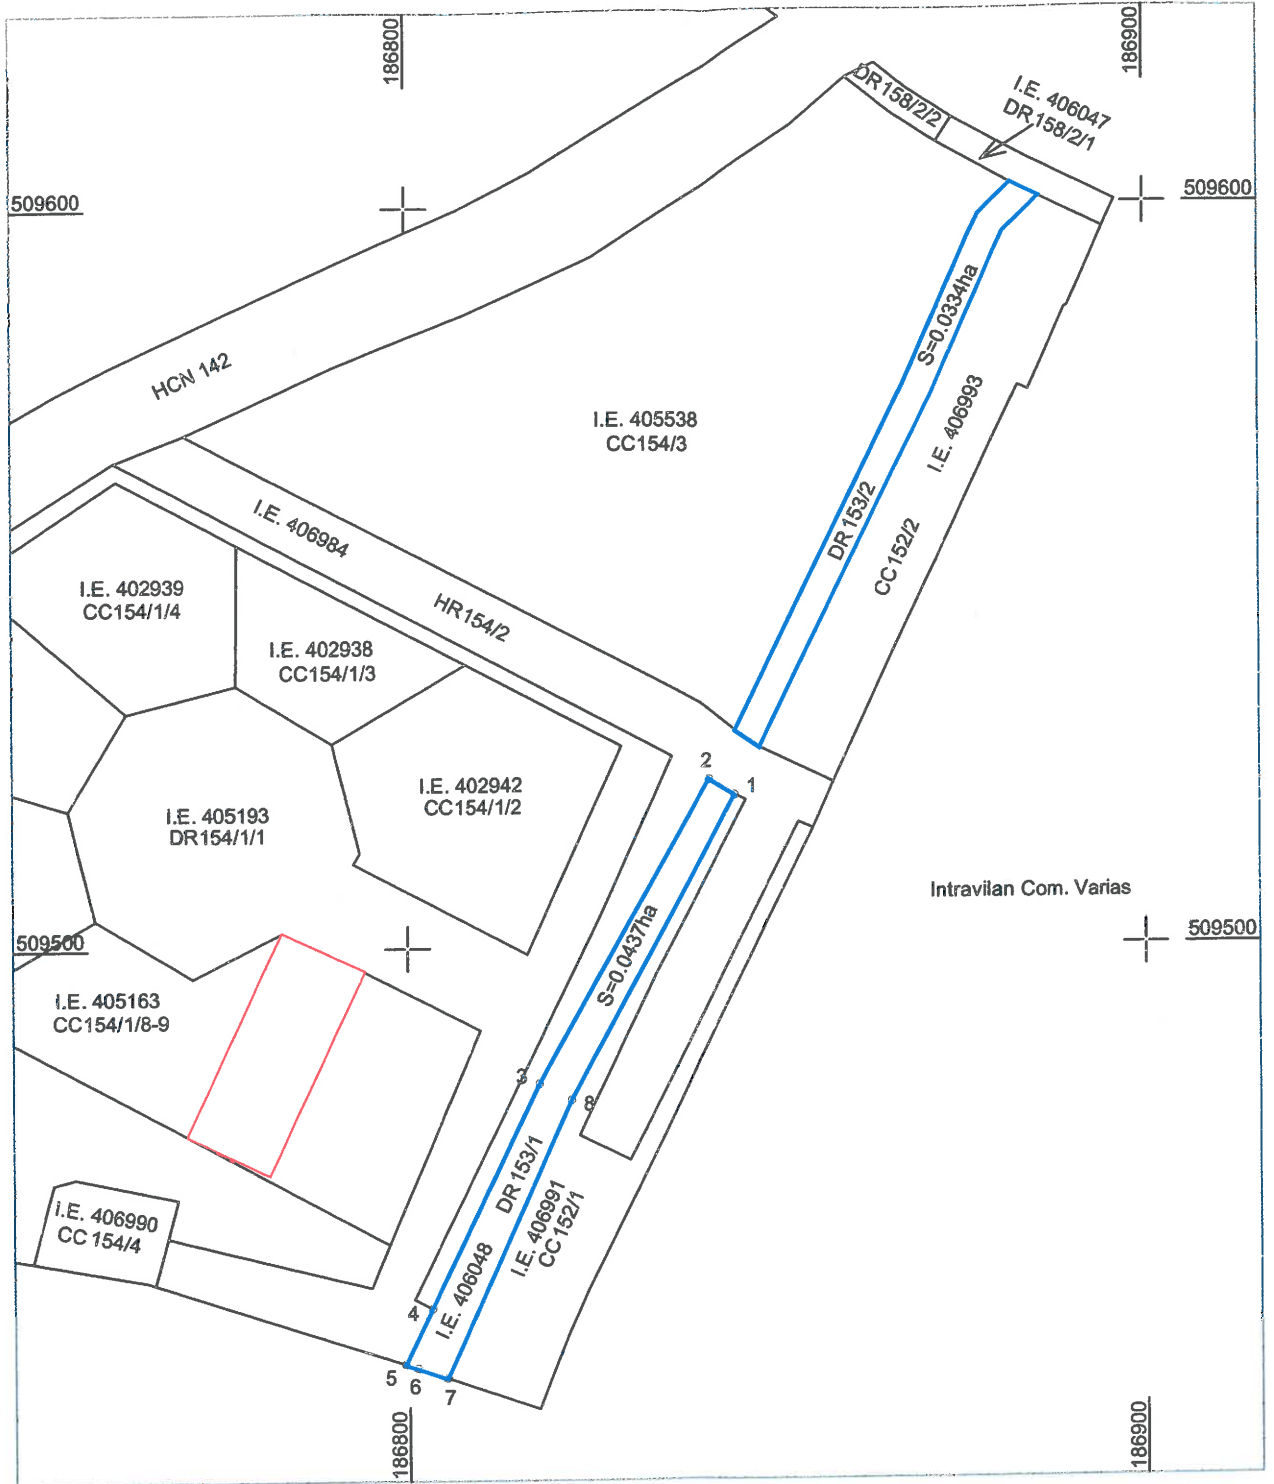 186800
186900
DR158/2/2
I.E. 406047
DR158/2/1
509600
509600
S=0.0334ha
HCN 142
I.E. 405538
CC154/3
I.E. 406993
DR 153/2
CC152/2
I.E. 406984
HR154/2
I.E. 402939
CC154/1/4
I.E. 402938
CC154/1/3
I.E. 402942
CC154/1/2
I.E. 405193
DR154/1/1
2
1
Intravilan Com. Varias
509500
509500
S=0.0437ha
I.E. 405163
CC154/1/8-9
3
8
DR 153/1
I.E. 406991
CC152/1
I.E. 406990
CC 154/4
I.E. 406048
4
5
6
7
186800
186900